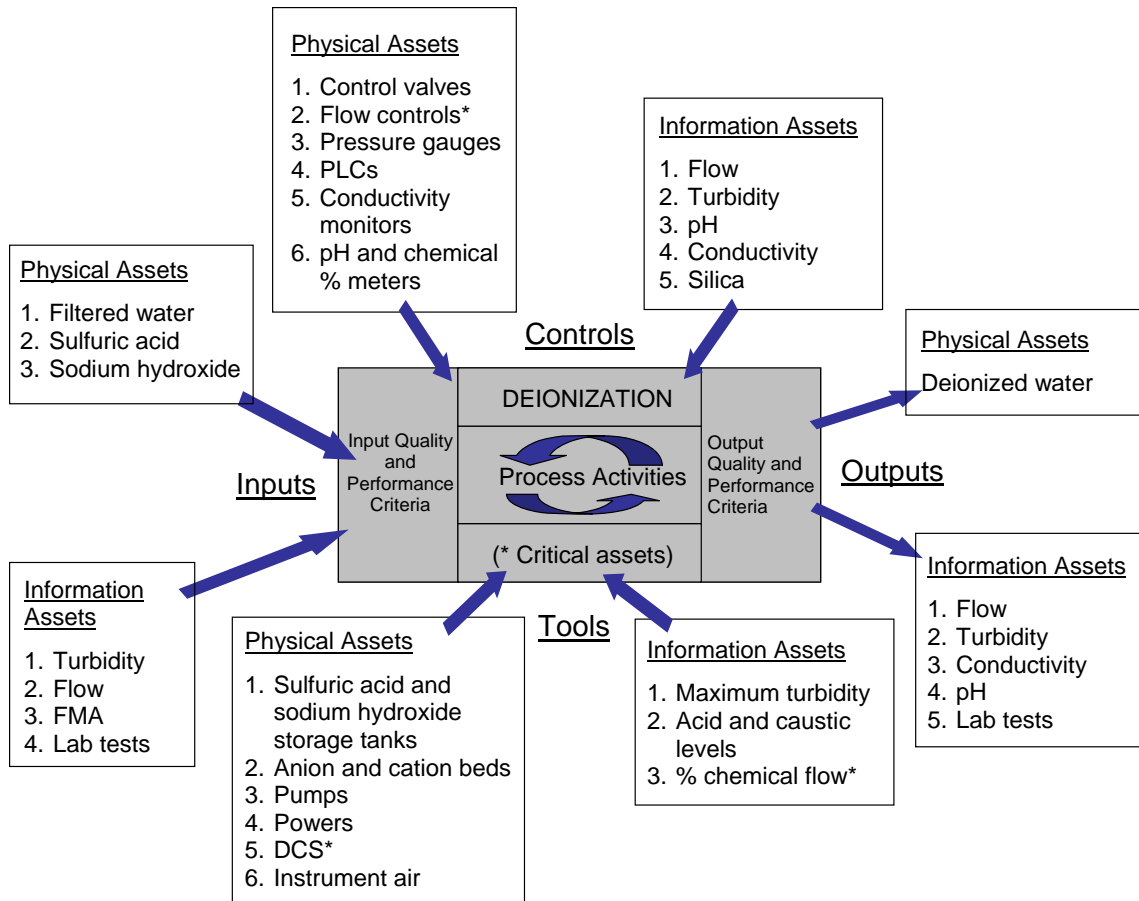 Physical Assets
1. Control valves
2. Flow controls*
3. Pressure gauges
4. PLCs
5. Conductivity
monitors
6. pH and chemical
% meters
Information Assets
1. Flow
2. Turbidity
3. pH
4. Conductivity
5. Silica
Physical Assets
1. Filtered water
2. Sulfuric acid
3. Sodium hydroxide
Controls
Physical Assets
Deionized water
DEIONIZATION
Input Quality
and
Performance
Criteria
Process Activities
Output
Quality and
Performance
Criteria
(* Critical assets)
Inputs
Outputs
Tools
Information
Assets
1. Turbidity
2. Flow
3. FMA
4. Lab tests
Physical Assets
1. Sulfuric acid and
sodium hydroxide
storage tanks
2. Anion and cation beds
3. Pumps
4. Powers
5. DCS*
6. Instrument air
Information Assets
1. Maximum turbidity
2. Acid and caustic
levels
3. % chemical flow*
Information Assets
1. Flow
2. Turbidity
3. Conductivity
4. pH
5. Lab tests